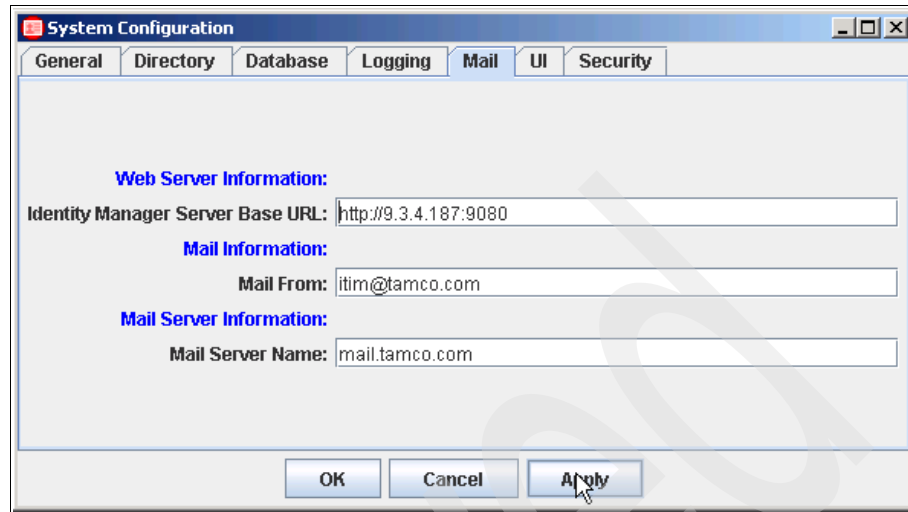 System Configuration
General Directory Database Logging Mail UI Security
Web Server Information:
Identity Manager Server Base URL: http://9.3.4.187:9080
Mail Information:
Mail From: itim@tamco.com
Mail Server Information:
Mail Server Name: mail.tamco.com
OK Cancel Apply